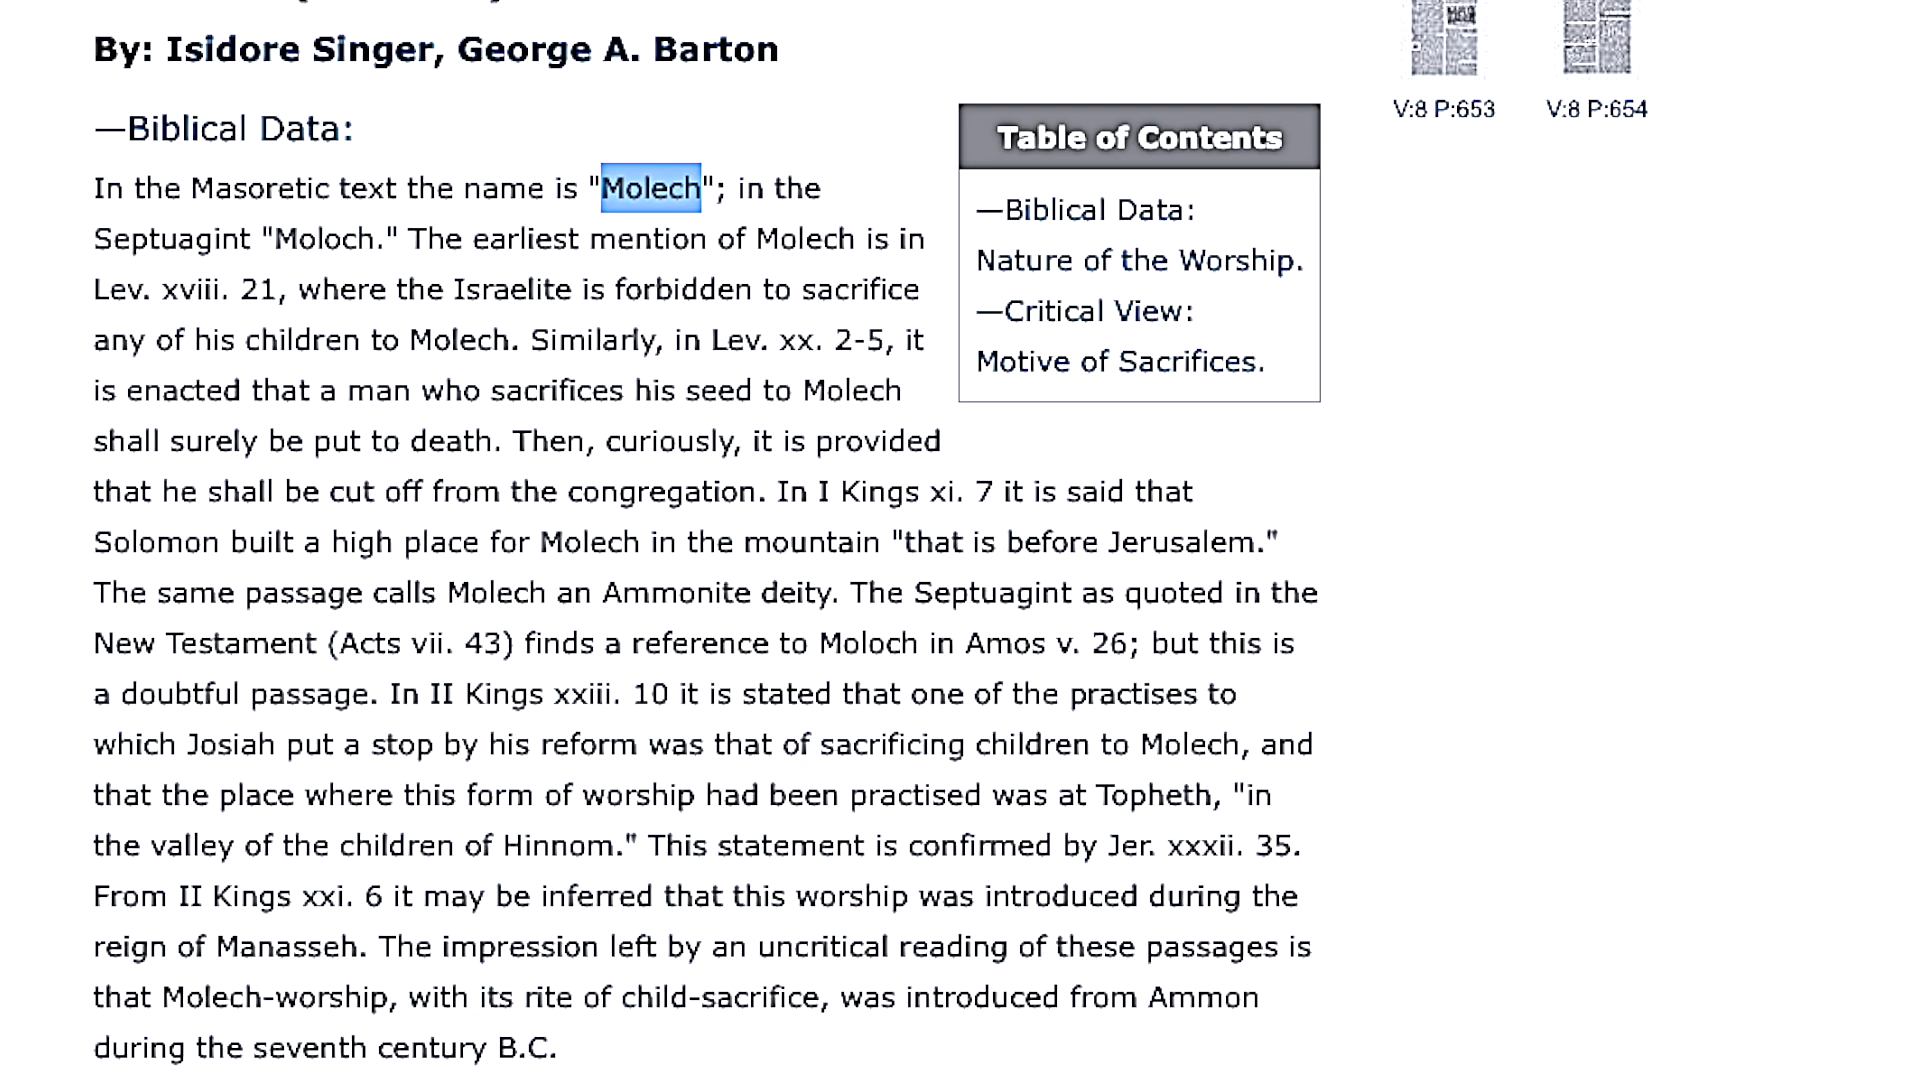 By: Isidore Singer, George A. Barton
—Biblical Data:
In the Masoretic text the name is "Molech"; in the
Septuagint "Moloch." The earliest mention of Molech is in
Lev. xviii. 21, where the Israelite is forbidden to sacrifice
any of his children to Molech. Similarly, in Lev. xx. 2-5, it
is enacted that a man who sacrifices his seed to Molech
shall surely be put to death. Then, curiously, it is provided
that he shall be cut off from the congregation. In I Kings xi. 7 it is said that
Solomon built a high place for Molech in the mountain "that is before Jerusalem."
The same passage calls Molech an Ammonite deity. The Septuagint as quoted in the
New Testament (Acts vii. 43) finds a reference to Moloch in Amos v. 26; but this is
a doubtful passage. In II Kings xxiii. 10 it is stated that one of the practises to
which Josiah put a stop by his reform was that of sacrificing children to Molech, and
that the place where this form of worship had been practised was at Topheth, "in
the valley of the children of Hinnom." This statement is confirmed by Jer. xxxii. 35.
From II Kings xxi. 6 it may be inferred that this worship was introduced during the
reign of Manasseh. The impression left by an uncritical reading of these passages is
that Molech-worship, with its rite of child-sacrifice, was introduced from Ammon
during the seventh century B.C.
Table of Contents
—Biblical Data:
Nature of the Worship.
—Critical View:
Motive of Sacrifices.
V:8 P:653
V:8 P:654